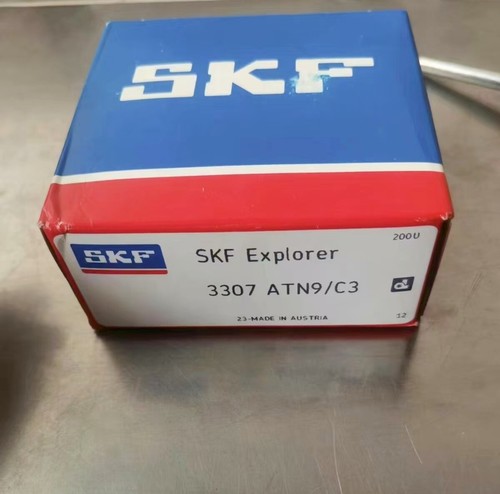 SKF
200U
SKF
SKF Explorer
3307 ATN9/C3
23-MADE IN AUSTRIA
12